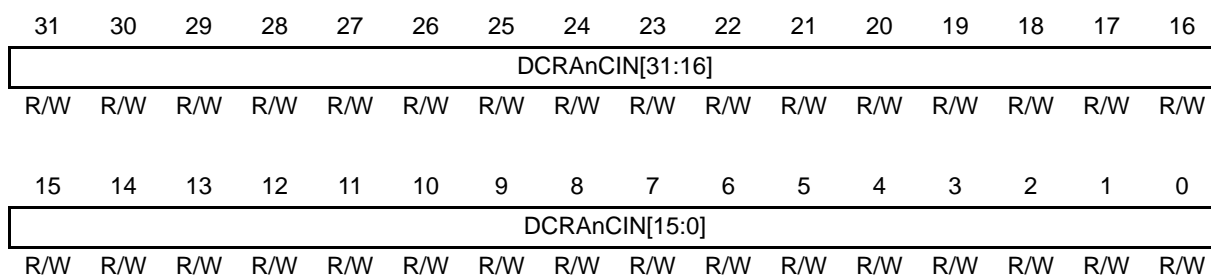 31 30 29 28 27 26 25 24 23 22 21 20 19 18 17 16
DCRAnCIN[31:16]
R/W R/W R/W R/W R/W R/W R/W R/W R/W R/W R/W R/W R/W R/W R/W R/W
15 14 13 12 11 10 9 8 7 6 5 4 3 2 1 0
DCRAnCIN[15:0]
R/W R/W R/W R/W R/W R/W R/W R/W R/W R/W R/W R/W R/W R/W R/W R/W